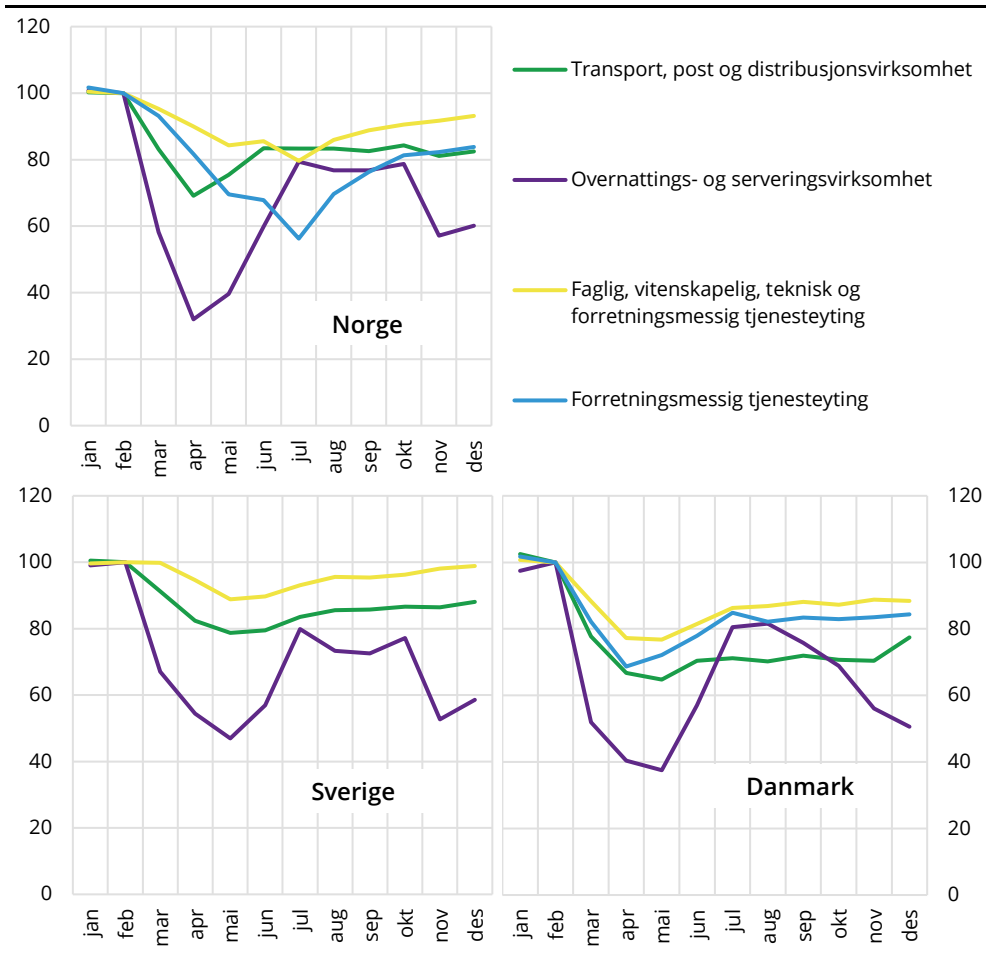 120
100
80
60
40
20
0
Norge
jan feb mar apr mai jun jul aug sep okt nov des
Transport, post og distribusjonsvirksomhet
Overnattings- og serveringsvirksomhet
Faglig, vitenskapelig, teknisk og
forretningsmessig tjenesteyting
Forretningsmessig tjenesteyting
120
100
80
60
40
20
0
Sverige
jan feb mar apr mai jun jul aug sep okt nov des
Danmark
120
100
80
60
40
20
0
jan feb mar apr mai jun jul aug sep okt nov des